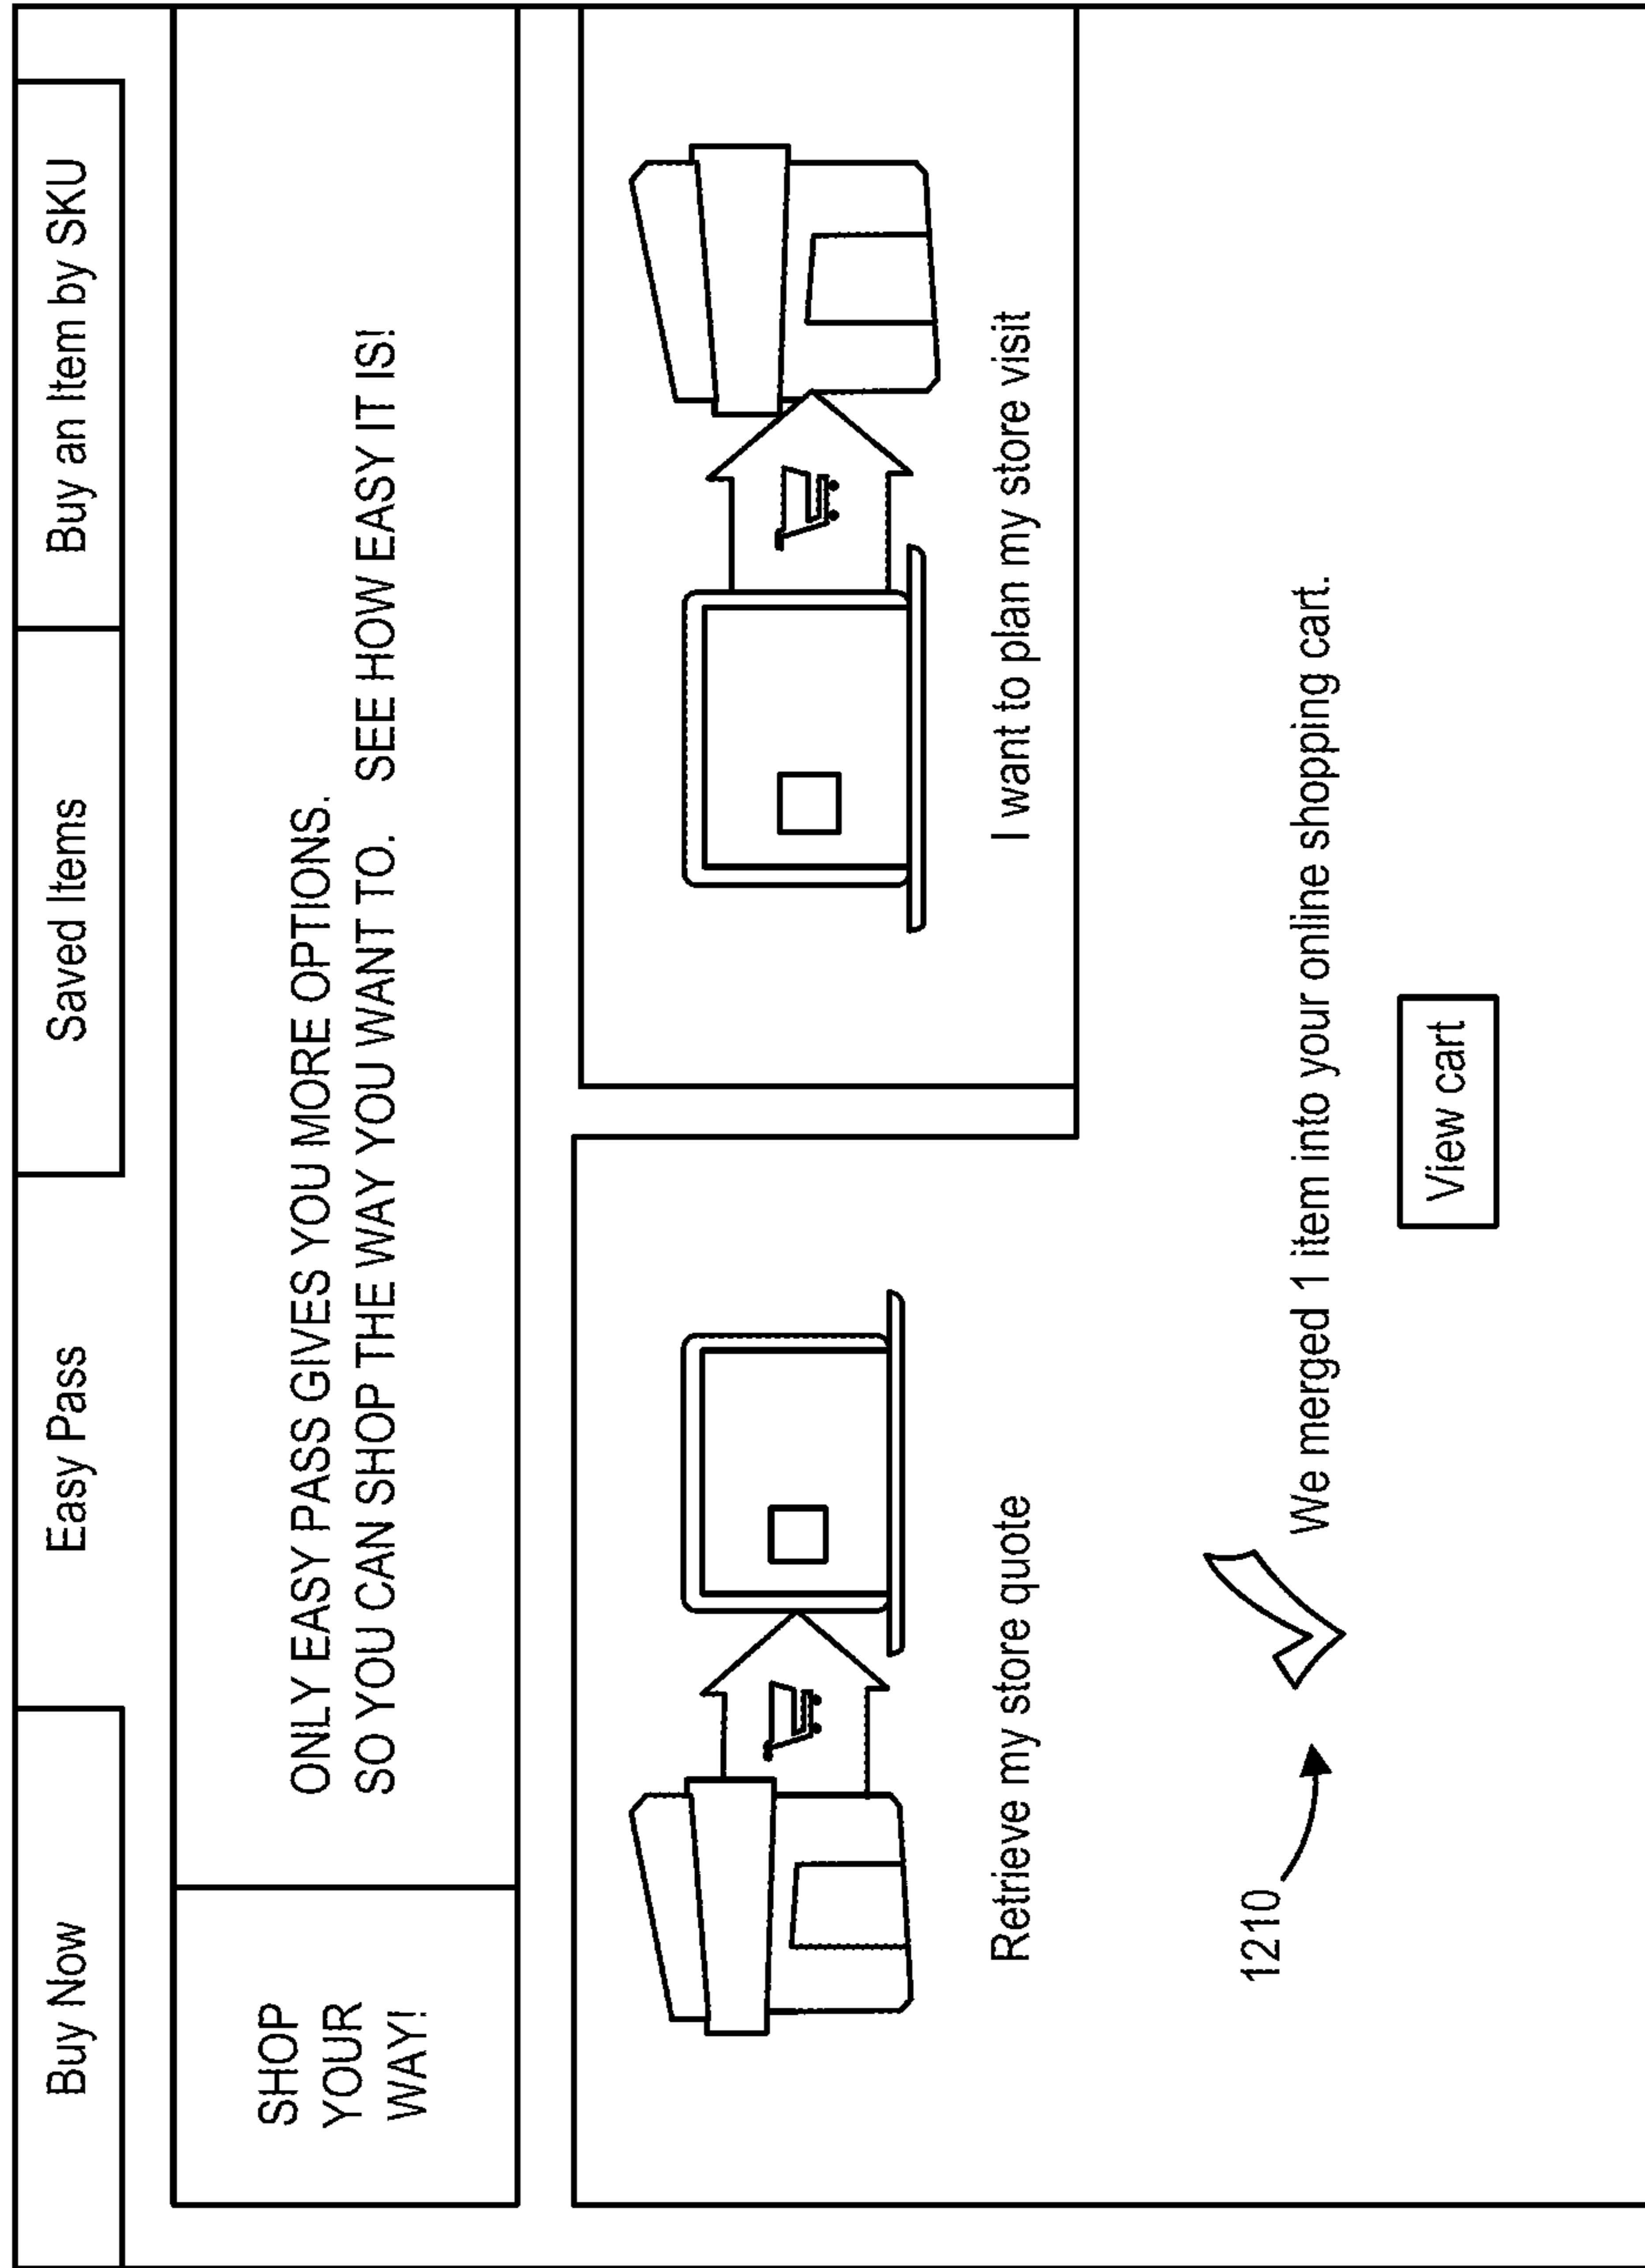 Buy Now
Easy Pass
Saved Items
Buy an Item by SKU
SHOP
YOUR
WAY!
ONLY EASY PASS GIVES YOU MORE OPTIONS.
SO YOU CAN SHOP THE WAY YOU WANT TO. SEE HOW EASY IT IS!
Retrieve my store quote
I want to plan my store visit
1210
We merged 1 item into your online shopping cart.
View cart